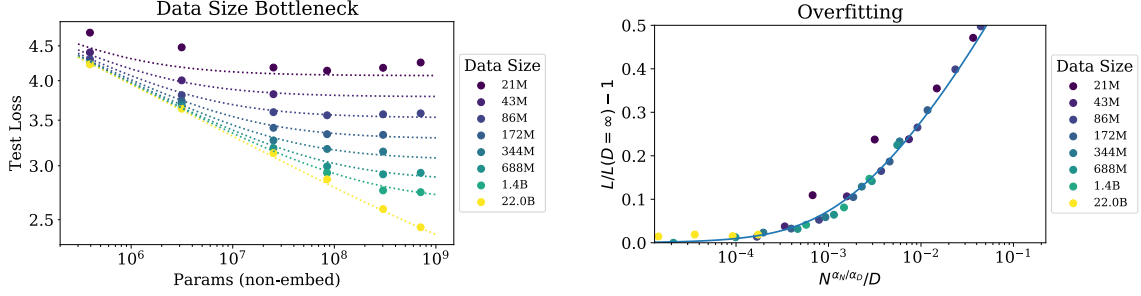 Data Size Bottleneck
4.5
4.0
3.5
3.0
2.5
Test Loss
10^6
10^7
10^8
10^9
Params (non-embed)
Data Size
21M
43M
86M
172M
344M
688M
1.4B
22.0B
Overfitting
0.5
0.4
0.3
0.2
0.1
0.0
L/L(D = ∞) − 1
10^−4
10^−3
10^−2
10^−1
N^{α_N/α_D}/D
Data Size
21M
43M
86M
172M
344M
688M
1.4B
22.0B